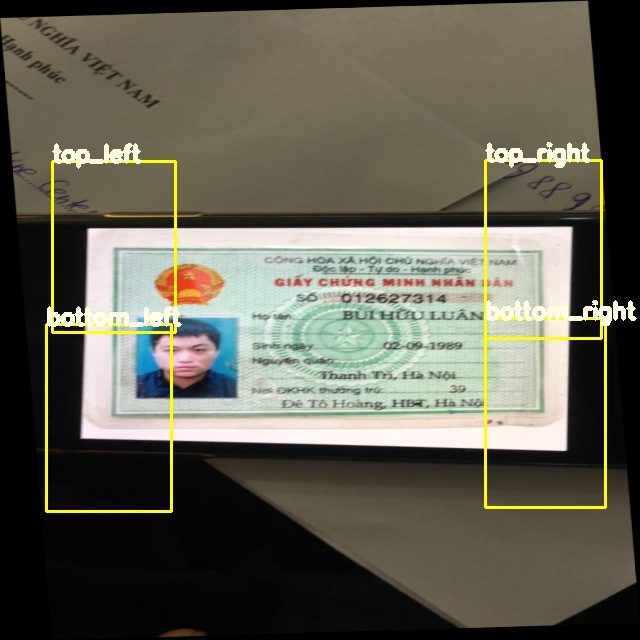 NGHĨA VIỆT NAM
Hạnh phúc
top_left
top_right
889
CỘNG HÒA XÃ HỘI CHỦ NGHĨA VIỆT NAM
Độc lập - Tự do - Hạnh phúc
GIẤY CHỨNG MINH NHÂN DÂN
SỐ 012627314
bottom_left
bottom_right
Họ tên: BÙI HỮU LUÂN
Sinh ngày 02-09-1989
Nguyên quán
Thanh Trì, Hà Nội
Nơi ĐKHK thường trú: 39
Đê Tô Hoàng, HBT, Hà Nội